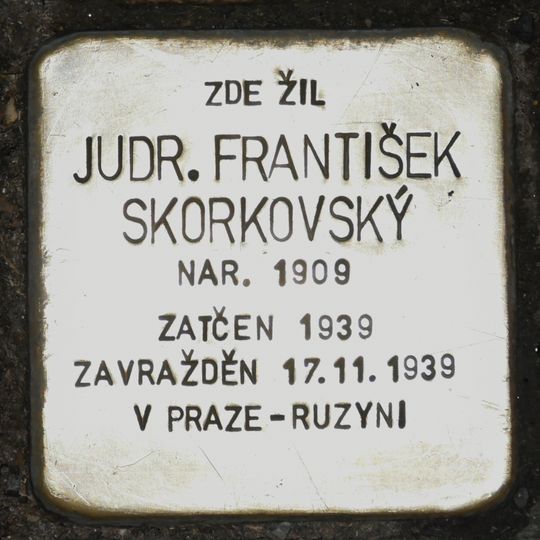 ZDE ŽIL
JUDR. FRANTIŠEK
SKORKOVSKÝ
NAR. 1909
ZATČEN 1939
ZAVRAŽDĚN 17.11.1939
V PRAZE-RUZYNI